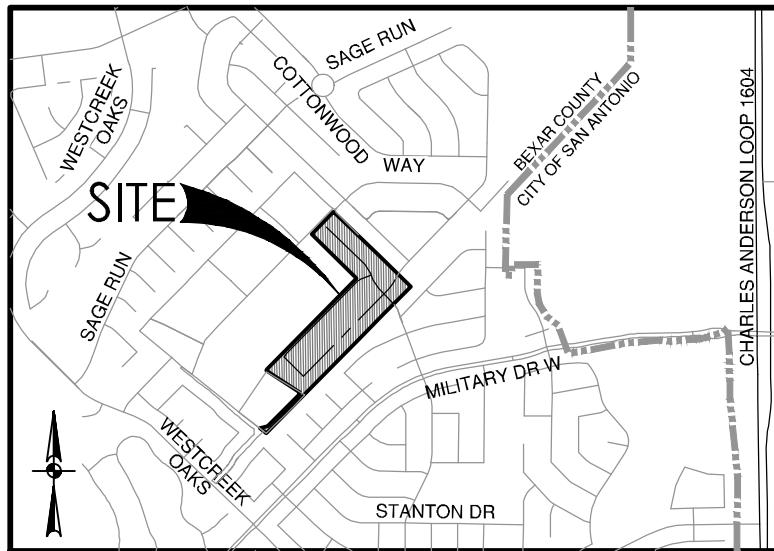 SAGE RUN
COTTONWOOD
WAY
WESTCREEK
OAKS
BEXAR COUNTY
CITY OF SAN ANTONIO
CHARLES ANDERSON LOOP 1604
SITE
SAGE RUN
MILITARY DR W
WESTCREEK
OAKS
STANTON DR